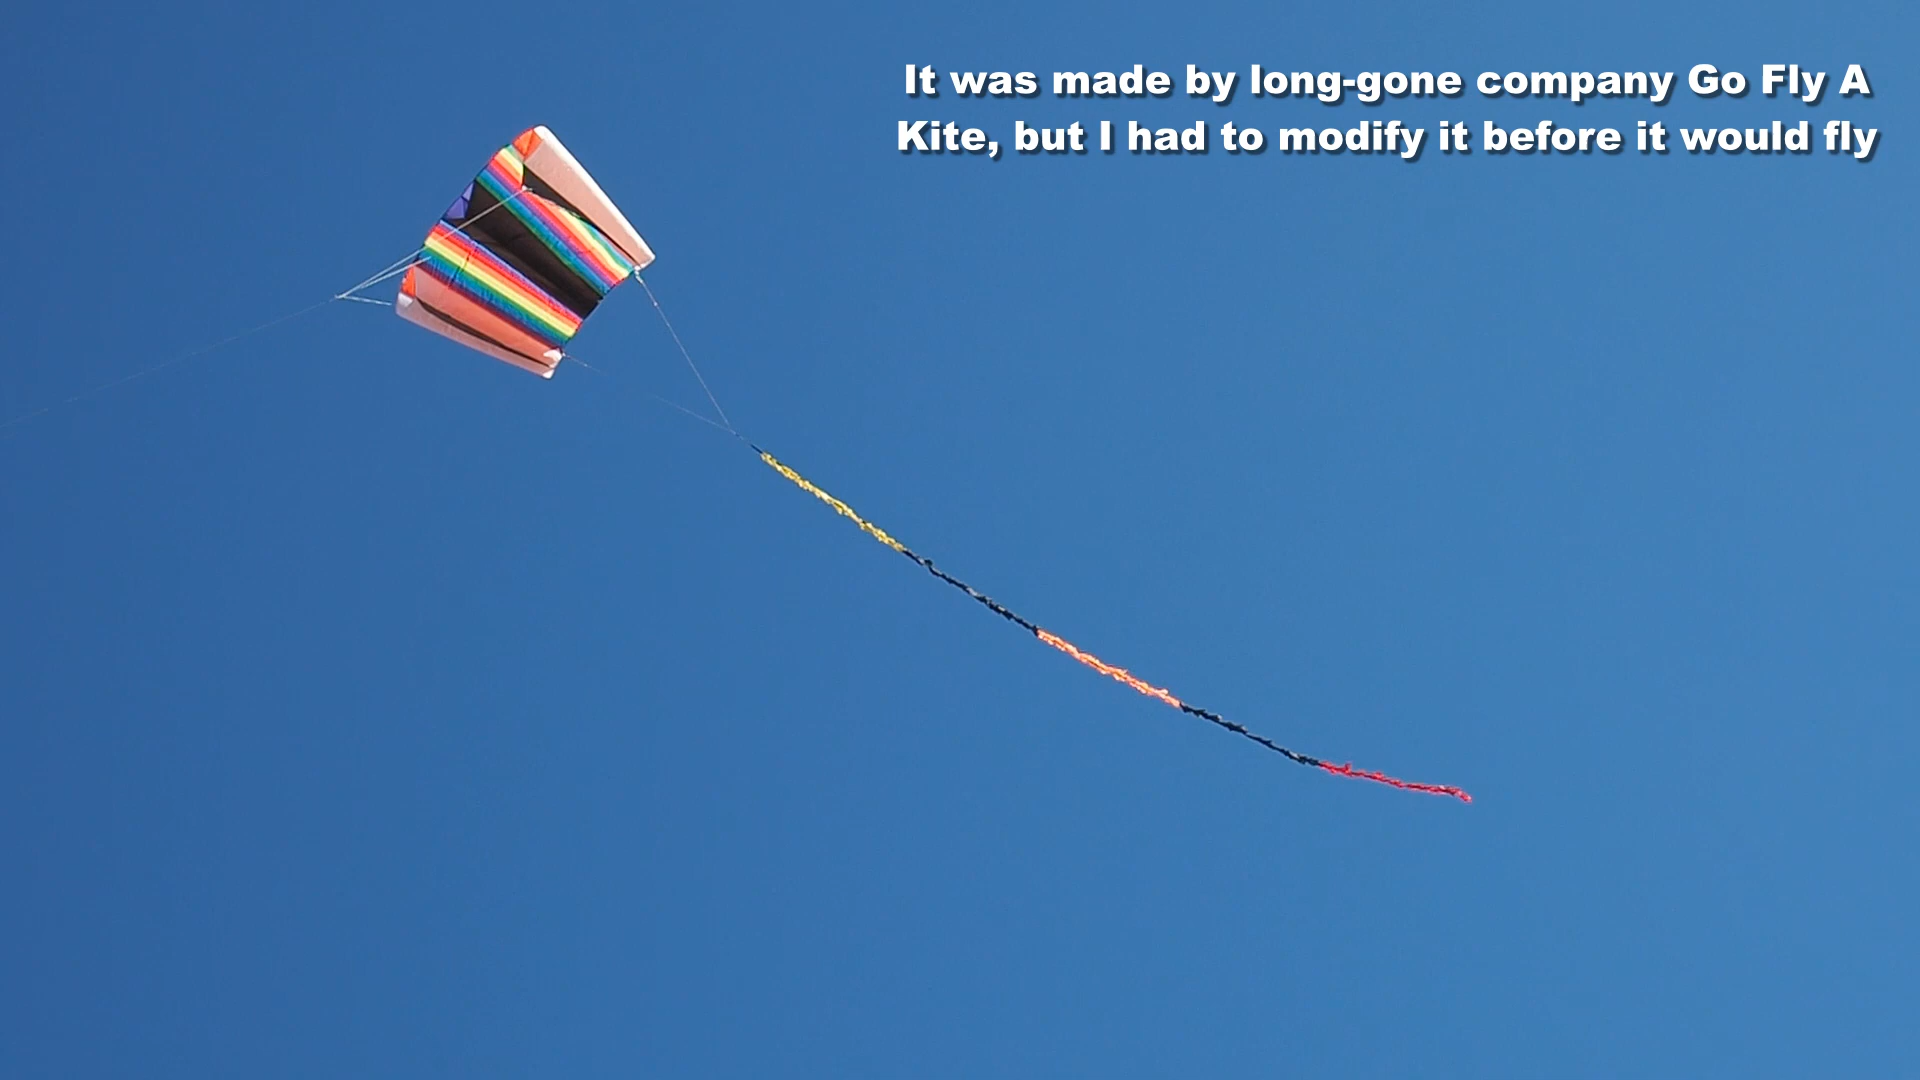 It was made by long-gone company Go Fly A
Kite, but I had to modify it before it would fly